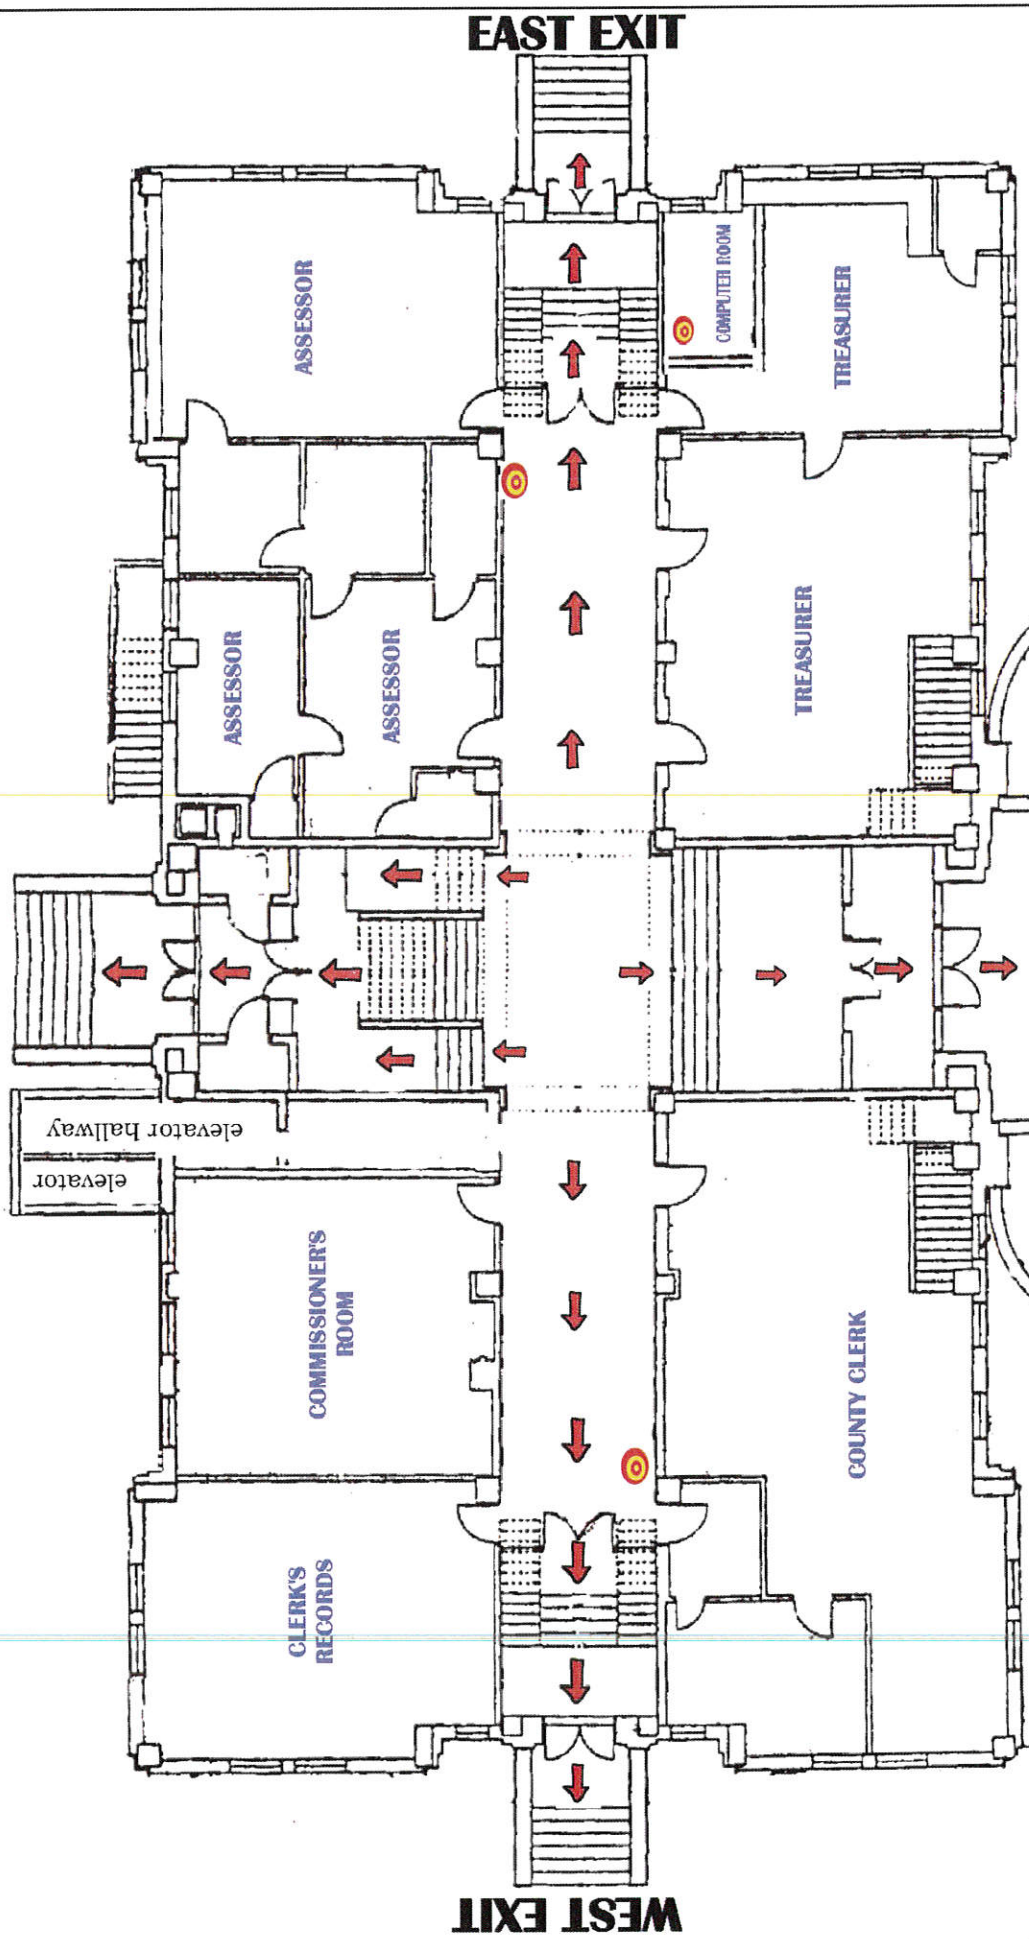 EAST EXIT
ASSESSOR
COMPUTER ROOM
TREASURER
ASSESSOR
ASSESSOR
TREASURER
elevator hallway
elevator
COMMISSIONER'S
ROOM
COUNTY CLERK
CLERK'S
RECORDS
WEST EXIT